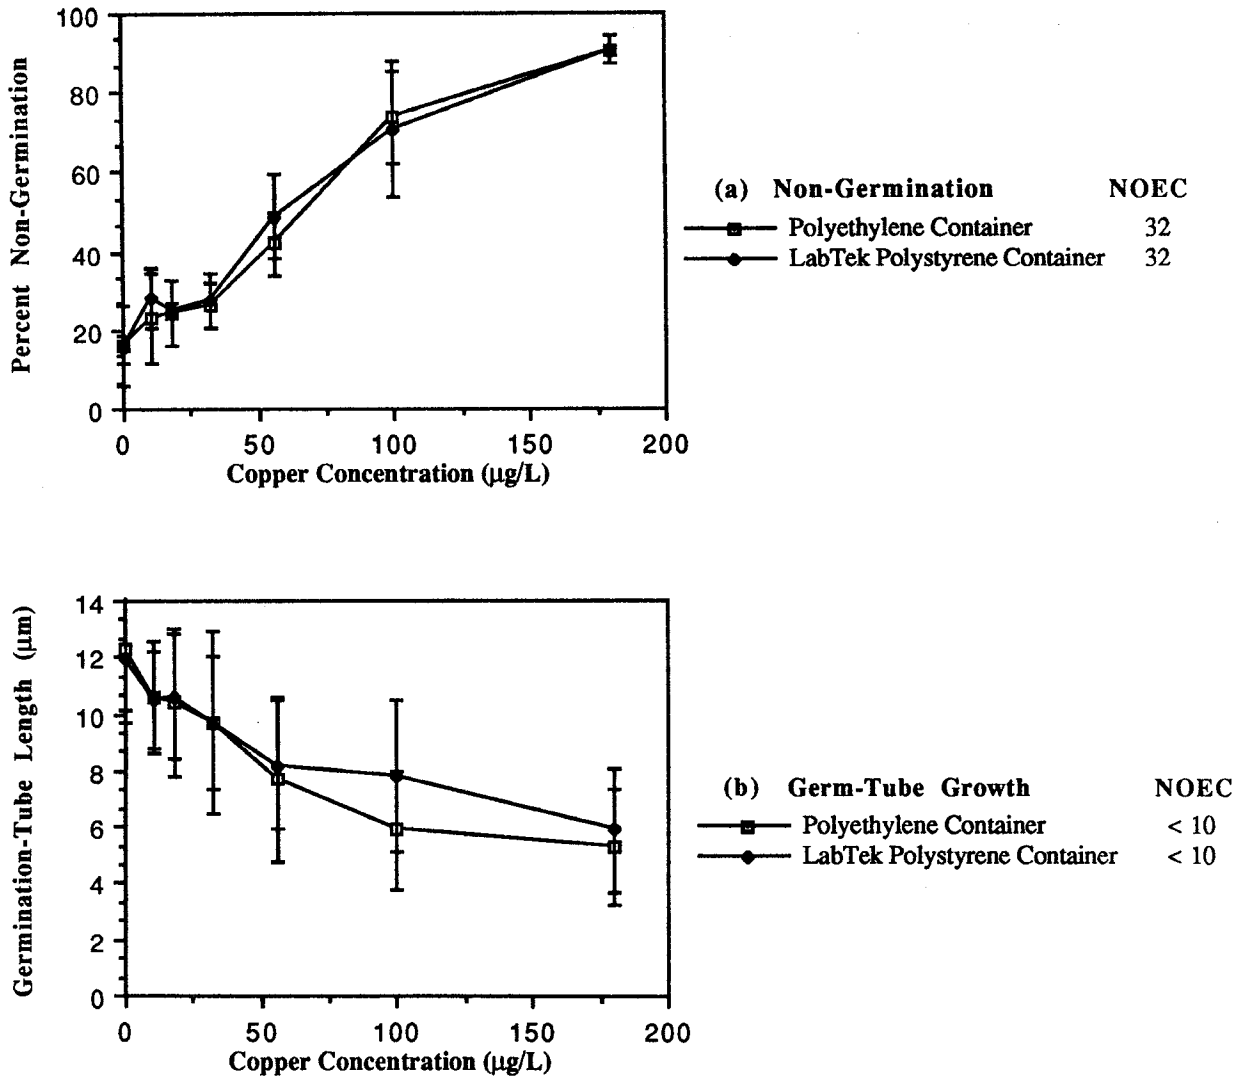 100
80
60
40
20
0
Percent Non-Germination
0 50 100 150 200
Copper Concentration (µg/L)
(a) Non-Germination NOEC
Polyethylene Container 32
LabTek Polystyrene Container 32
14
12
10
8
6
4
2
0
Germination-Tube Length (µm)
0 50 100 150 200
Copper Concentration (µg/L)
(b) Germ-Tube Growth NOEC
Polyethylene Container < 10
LabTek Polystyrene Container < 10